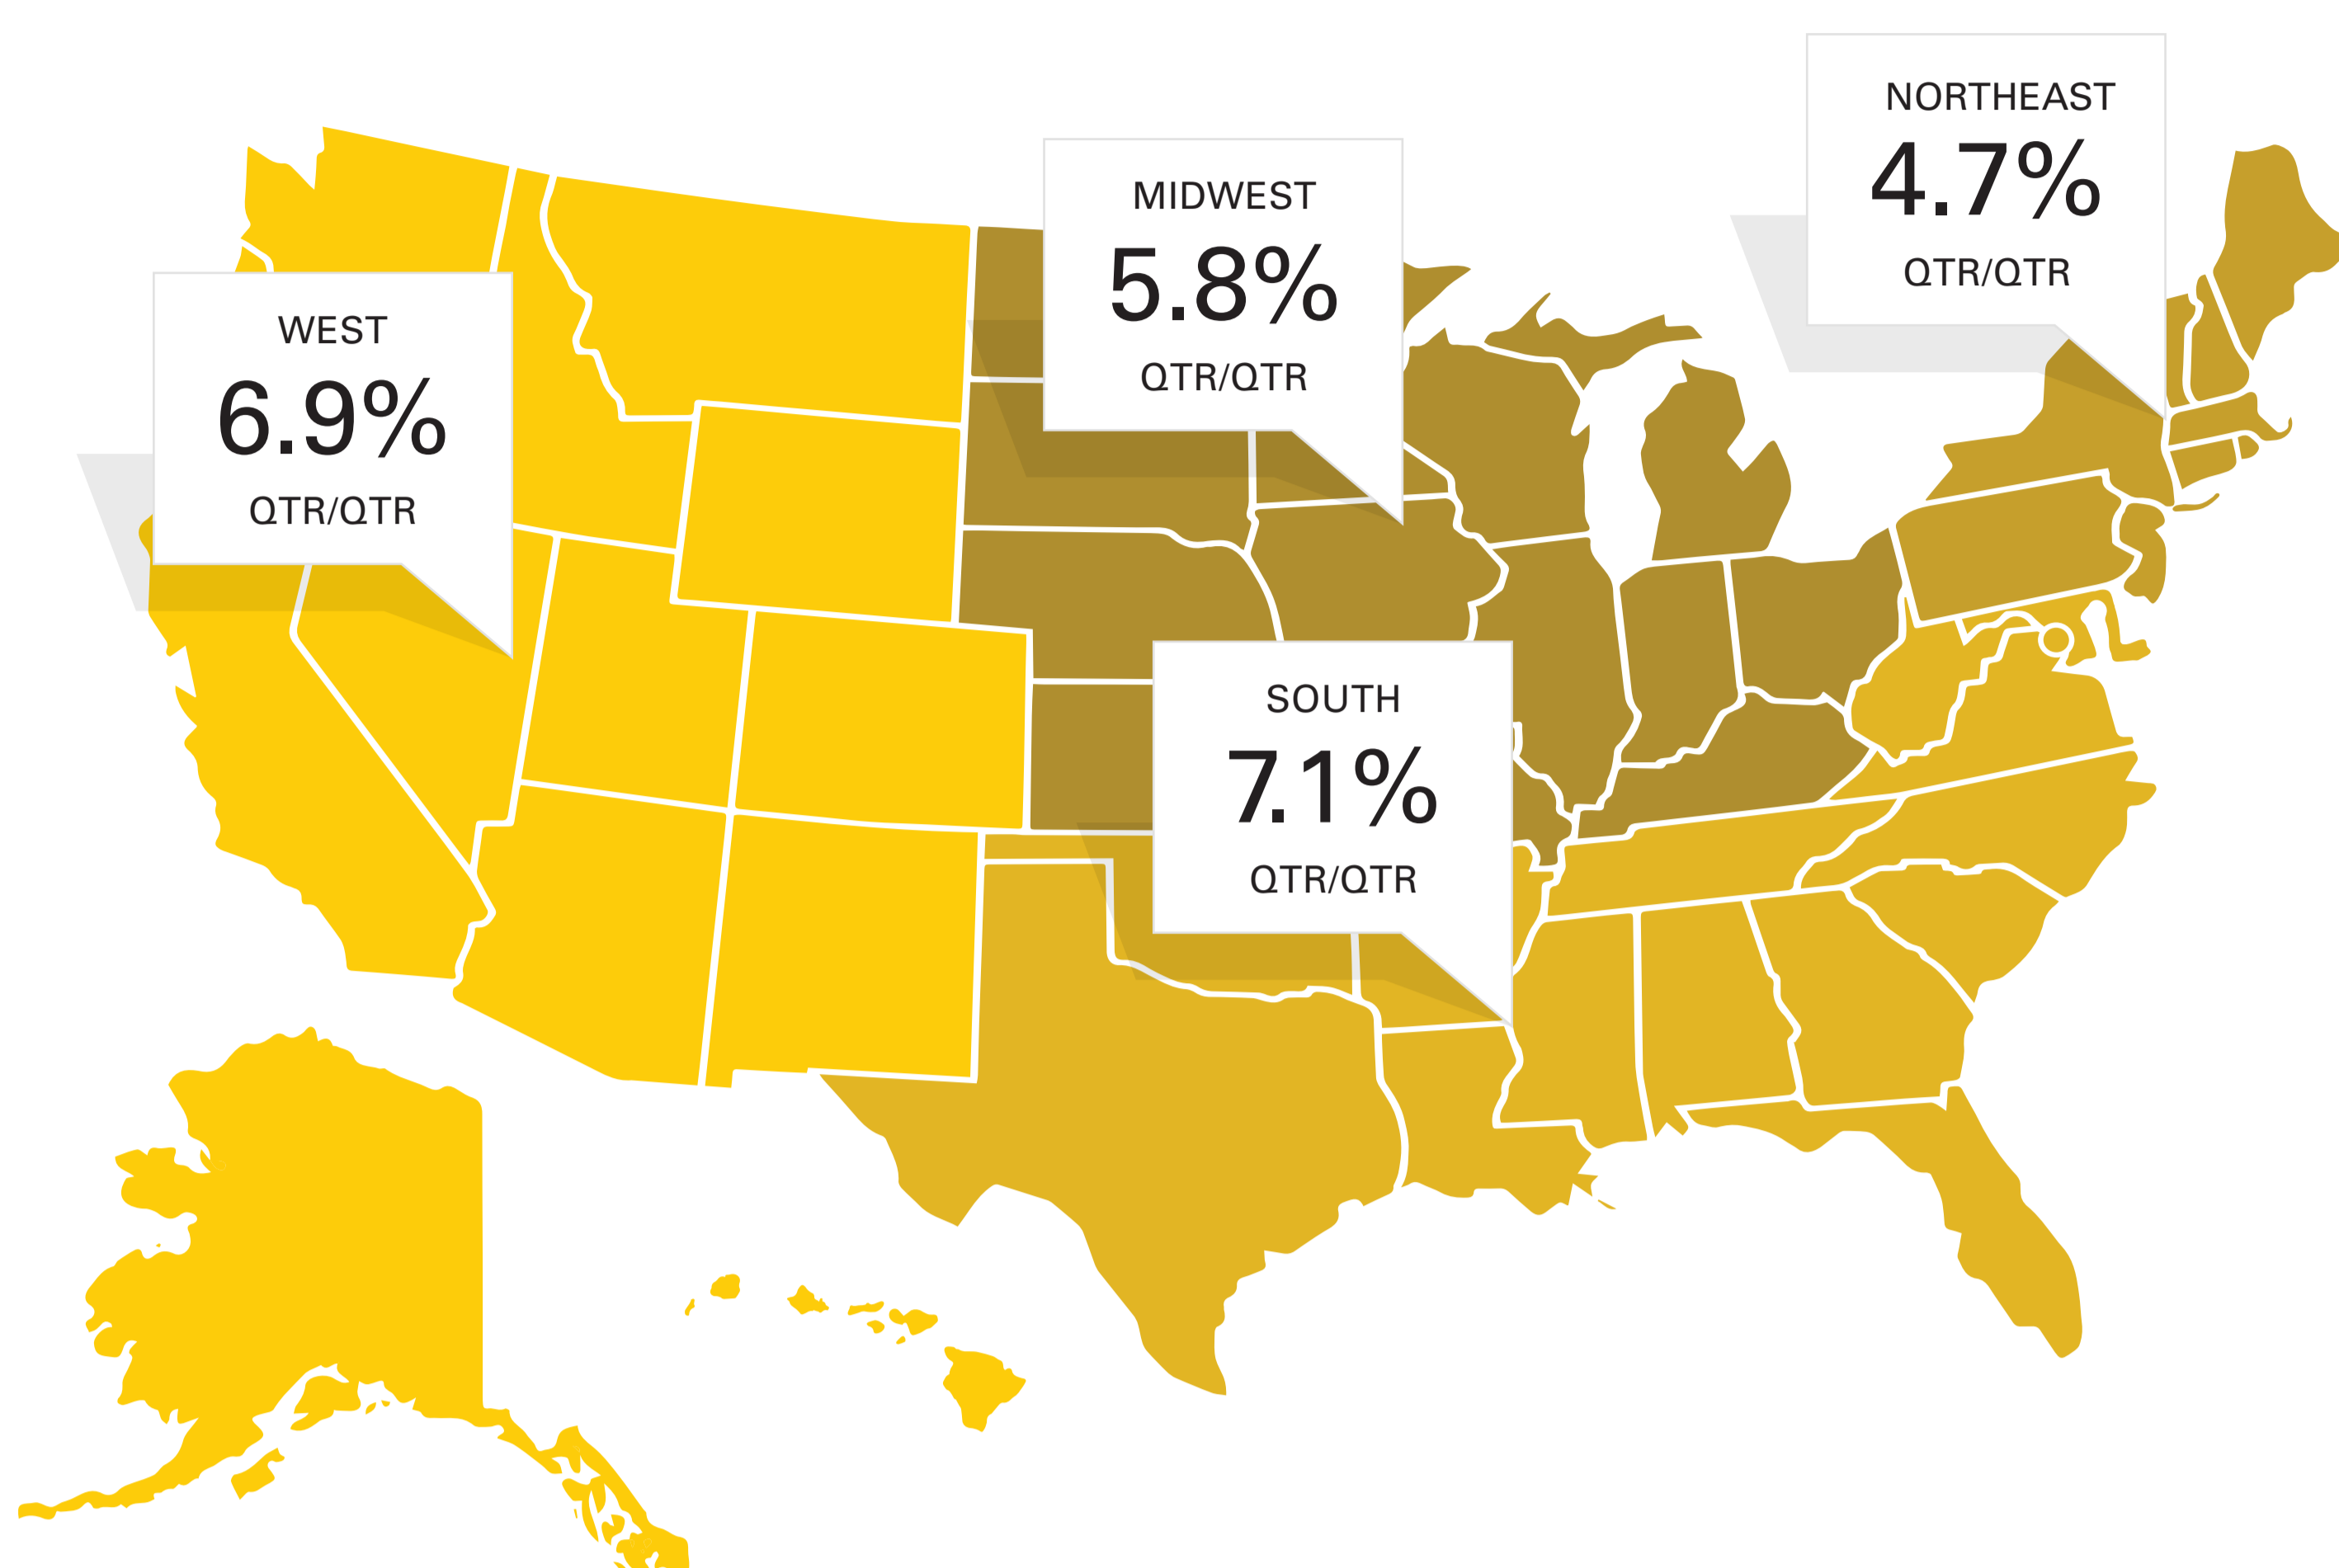 NORTHEAST
4.7%
QTR/QTR
MIDWEST
5.8%
QTR/QTR
WEST
6.9%
QTR/QTR
SOUTH
7.1%
QTR/QTR